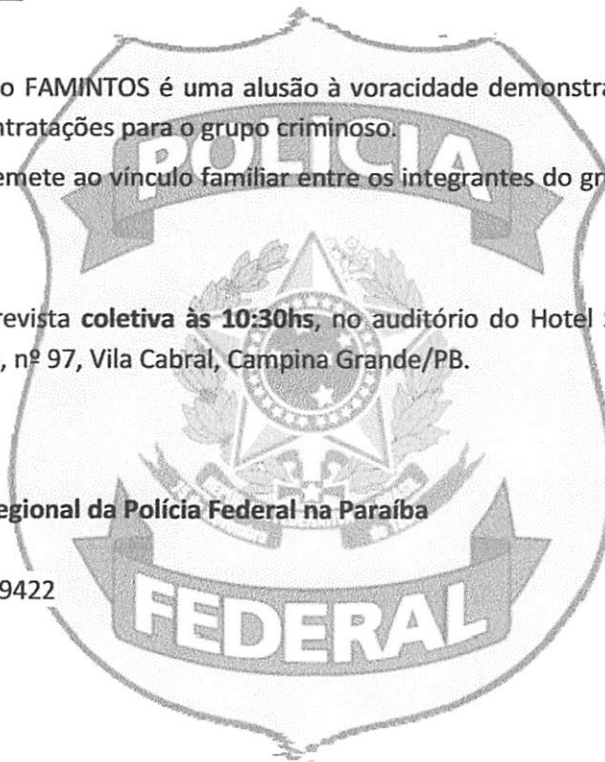 o FAMINTOS é uma alusão à voracidade demonstra
ntratações para o grupo criminoso.
POLÍCIA
emete ao vínculo familiar entre os integrantes do gr
revista coletiva às 10:30hs, no auditório do Hotel
, nº 97, Vila Cabral, Campina Grande/PB.
egional da Polícia Federal na Paraíba
9422
FEDERAL